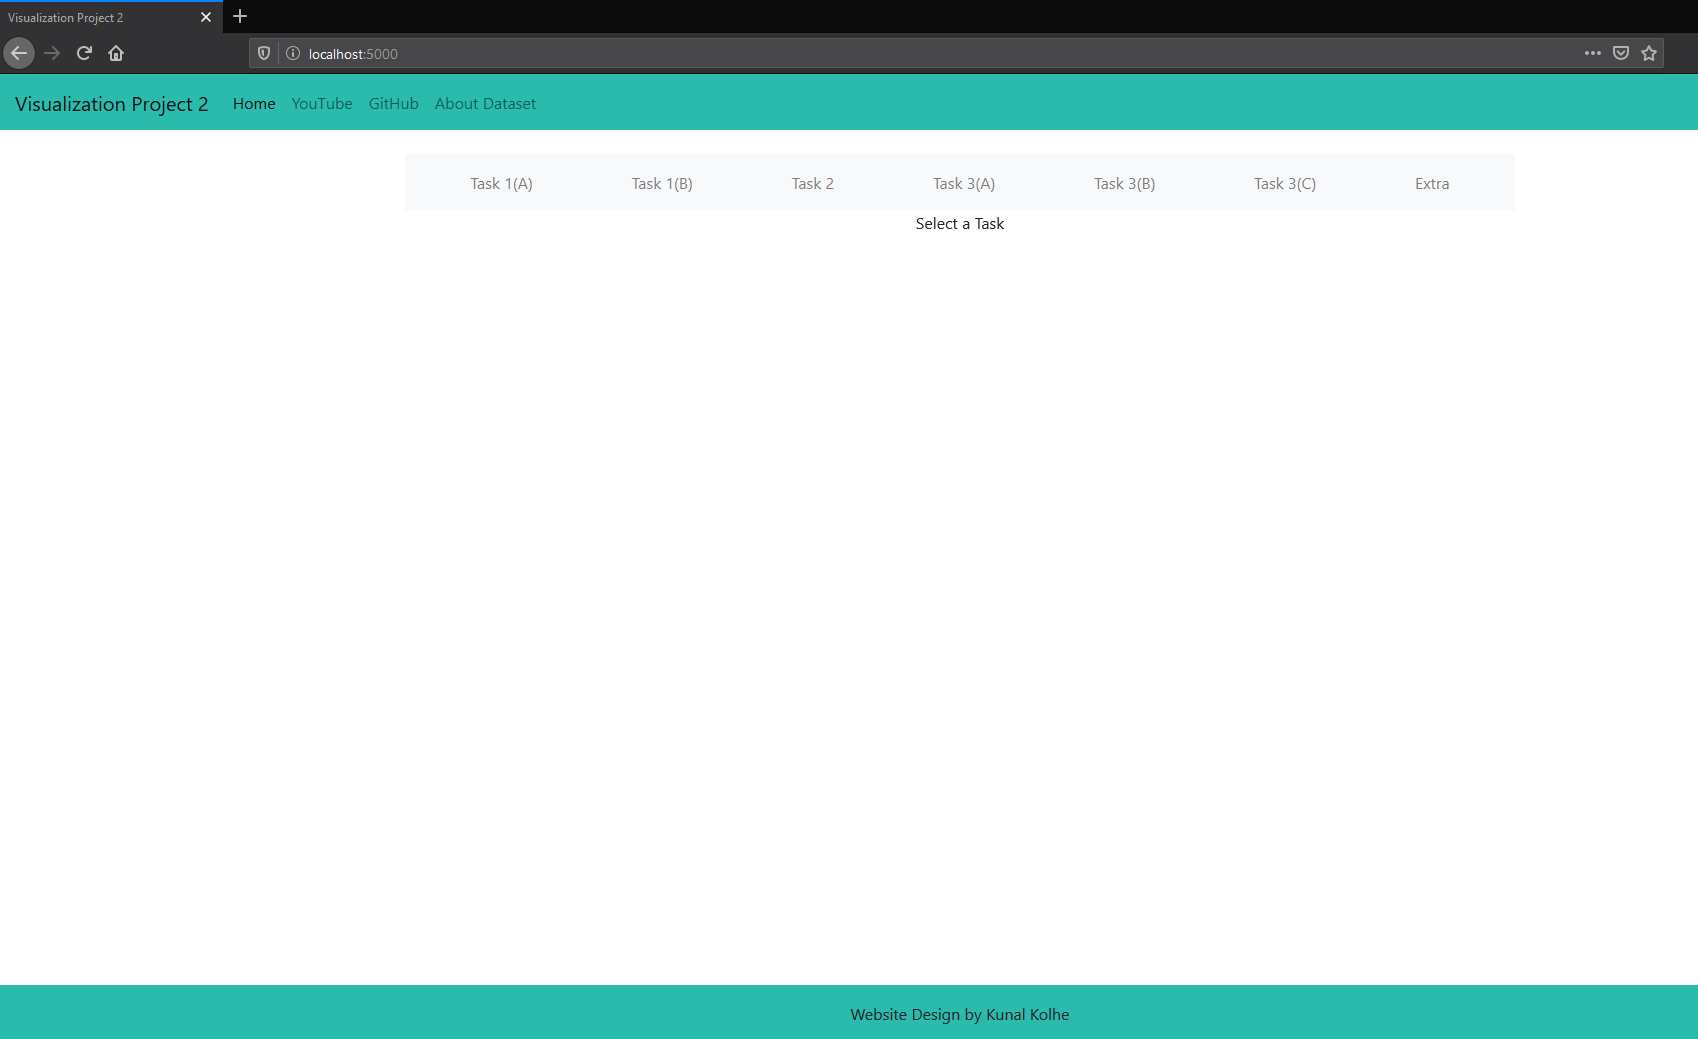 Visualization Project 2
localhost:5000
Visualization Project 2 Home YouTube GitHub About Dataset
Task 1(A) Task 1(B) Task 2 Task 3(A) Task 3(B) Task 3(C) Extra
Select a Task
Website Design by Kunal Kolhe